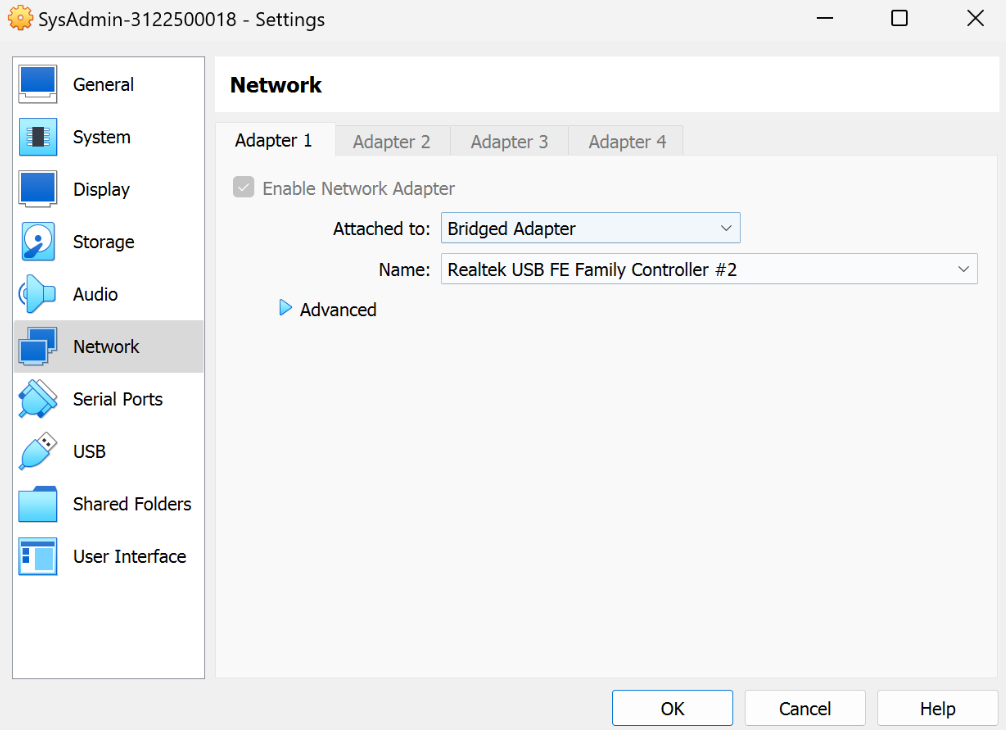 SysAdmin-3122500018 - Settings
General
System
Display
Storage
Audio
Network
Serial Ports
USB
Shared Folders
User Interface
Network
Adapter 1 Adapter 2 Adapter 3 Adapter 4
Enable Network Adapter
Attached to: Bridged Adapter
Name: Realtek USB FE Family Controller #2
Advanced
OK Cancel Help